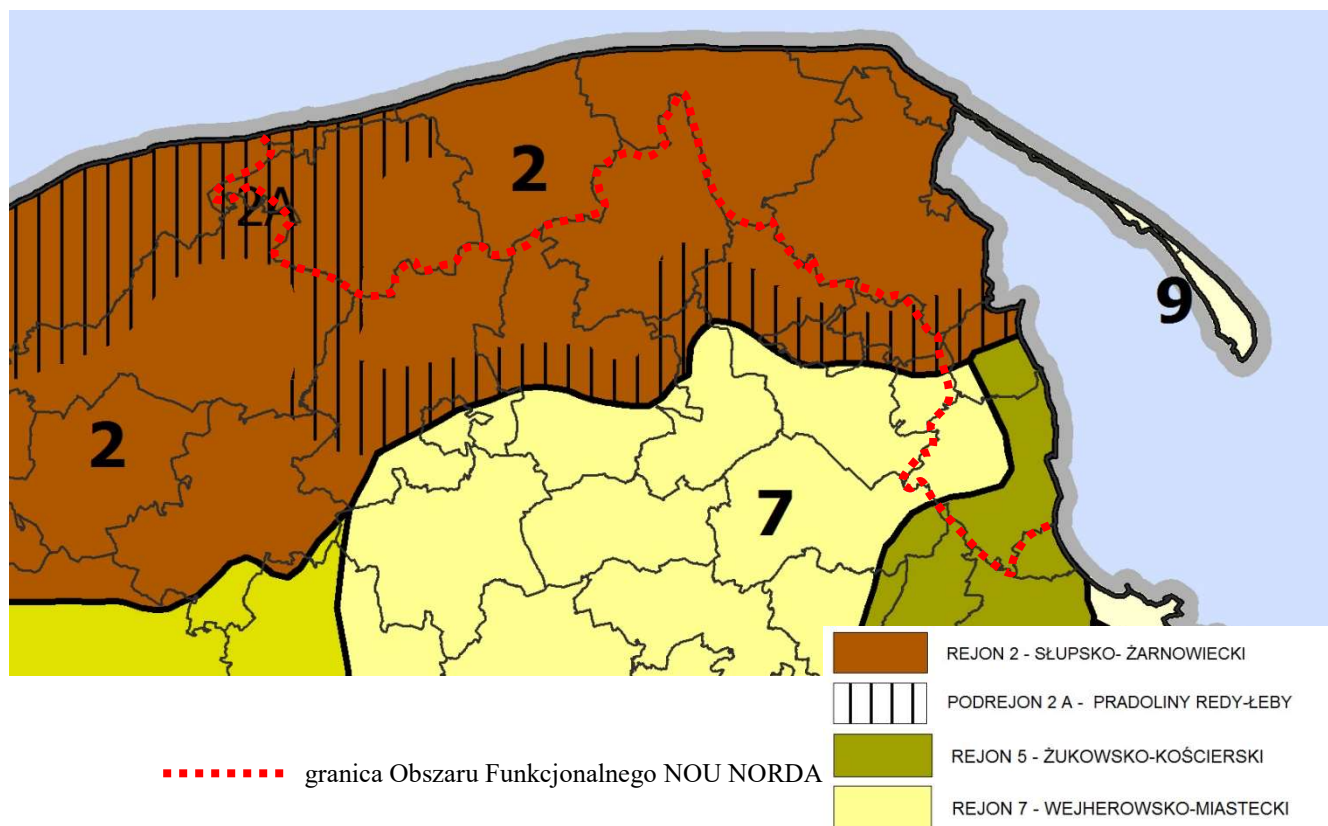 2
2A
9
2
7
REJON 2 - SŁUPSKO- ŻARNOWIECKI
PODREJON 2 A - PRADOLINY REDY-ŁEBY
REJON 5 - ŻUKOWSKO-KOŚCIERSKI
granica Obszaru Funkcjonalnego NOU NORDA
REJON 7 - WEJHEROWSKO-MIASTECKI